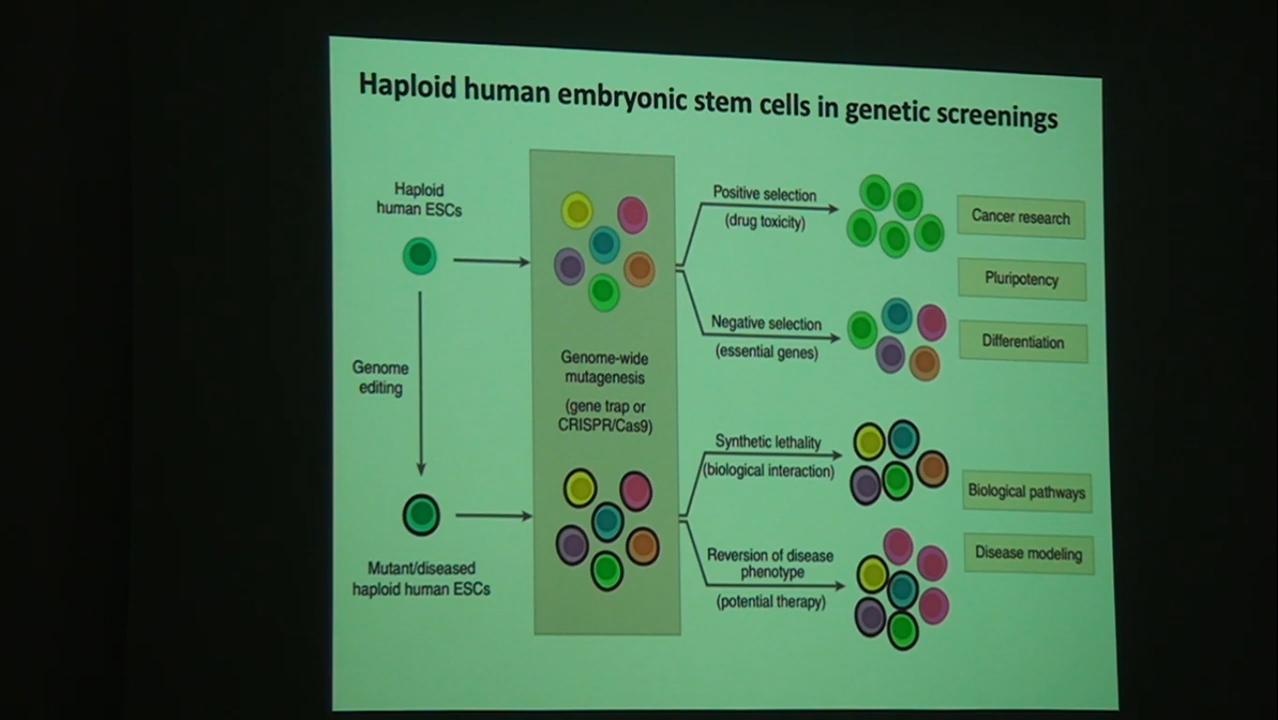 Haploid human embryonic stem cells in genetic screenings
Haploid
human ESCs
Genome
editing
Mutant/diseased
haploid human ESCs
Genome-wide
mutagenesis
(gene trap or
CRISPR/Cas9)
Positive selection
(drug toxicity)
Negative selection
(essential genes)
Synthetic lethality
(biological interaction)
Reversion of disease
phenotype
(potential therapy)
Cancer research
Pluripotency
Differentiation
Biological pathways
Disease modeling